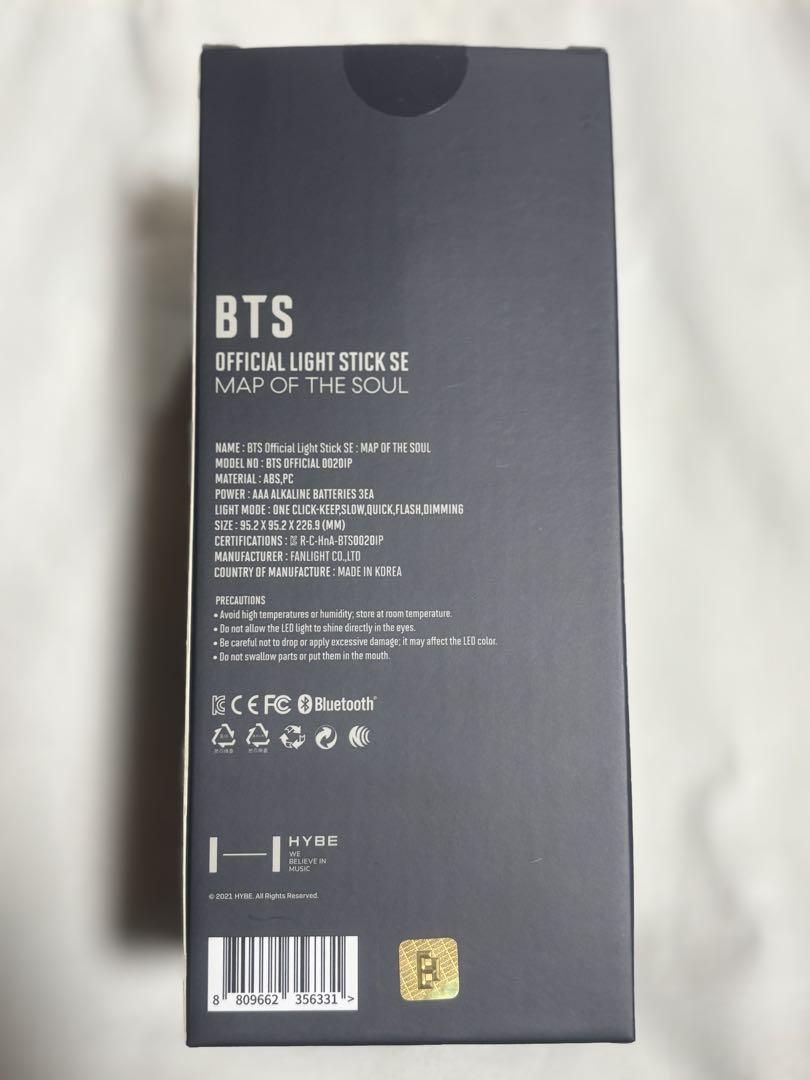 BTS
OFFICIAL LIGHT STICK SE
MAP OF THE SOUL
NAME : BTS Official Light Stick SE : MAP OF THE SOUL
MODEL NO : BTS OFFICIAL 0020IP
MATERIAL : ABS,PC
POWER : AAA ALKALINE BATTERIES 3EA
LIGHT MODE : ONE CLICK-KEEP,SLOW,QUICK,FLASH,DIMMING
SIZE : 95.2 X 95.2 X 226.9 (MM)
CERTIFICATIONS : R-C-HnA-BTS0020IP
MANUFACTURER : FANLIGHT CO.,LTD
COUNTRY OF MANUFACTURE : MADE IN KOREA
PRECAUTIONS
• Avoid high temperatures or humidity; store at room temperature.
• Do not allow the LED light to shine directly in the eyes.
• Be careful not to drop or apply excessive damage; it may affect the LED color.
• Do not swallow parts or put them in the mouth.
CE FC Bluetooth®
HYBE
WE
BELIEVE IN
MUSIC
© 2021 HYBE. All Rights Reserved.
8 809662 356331 >